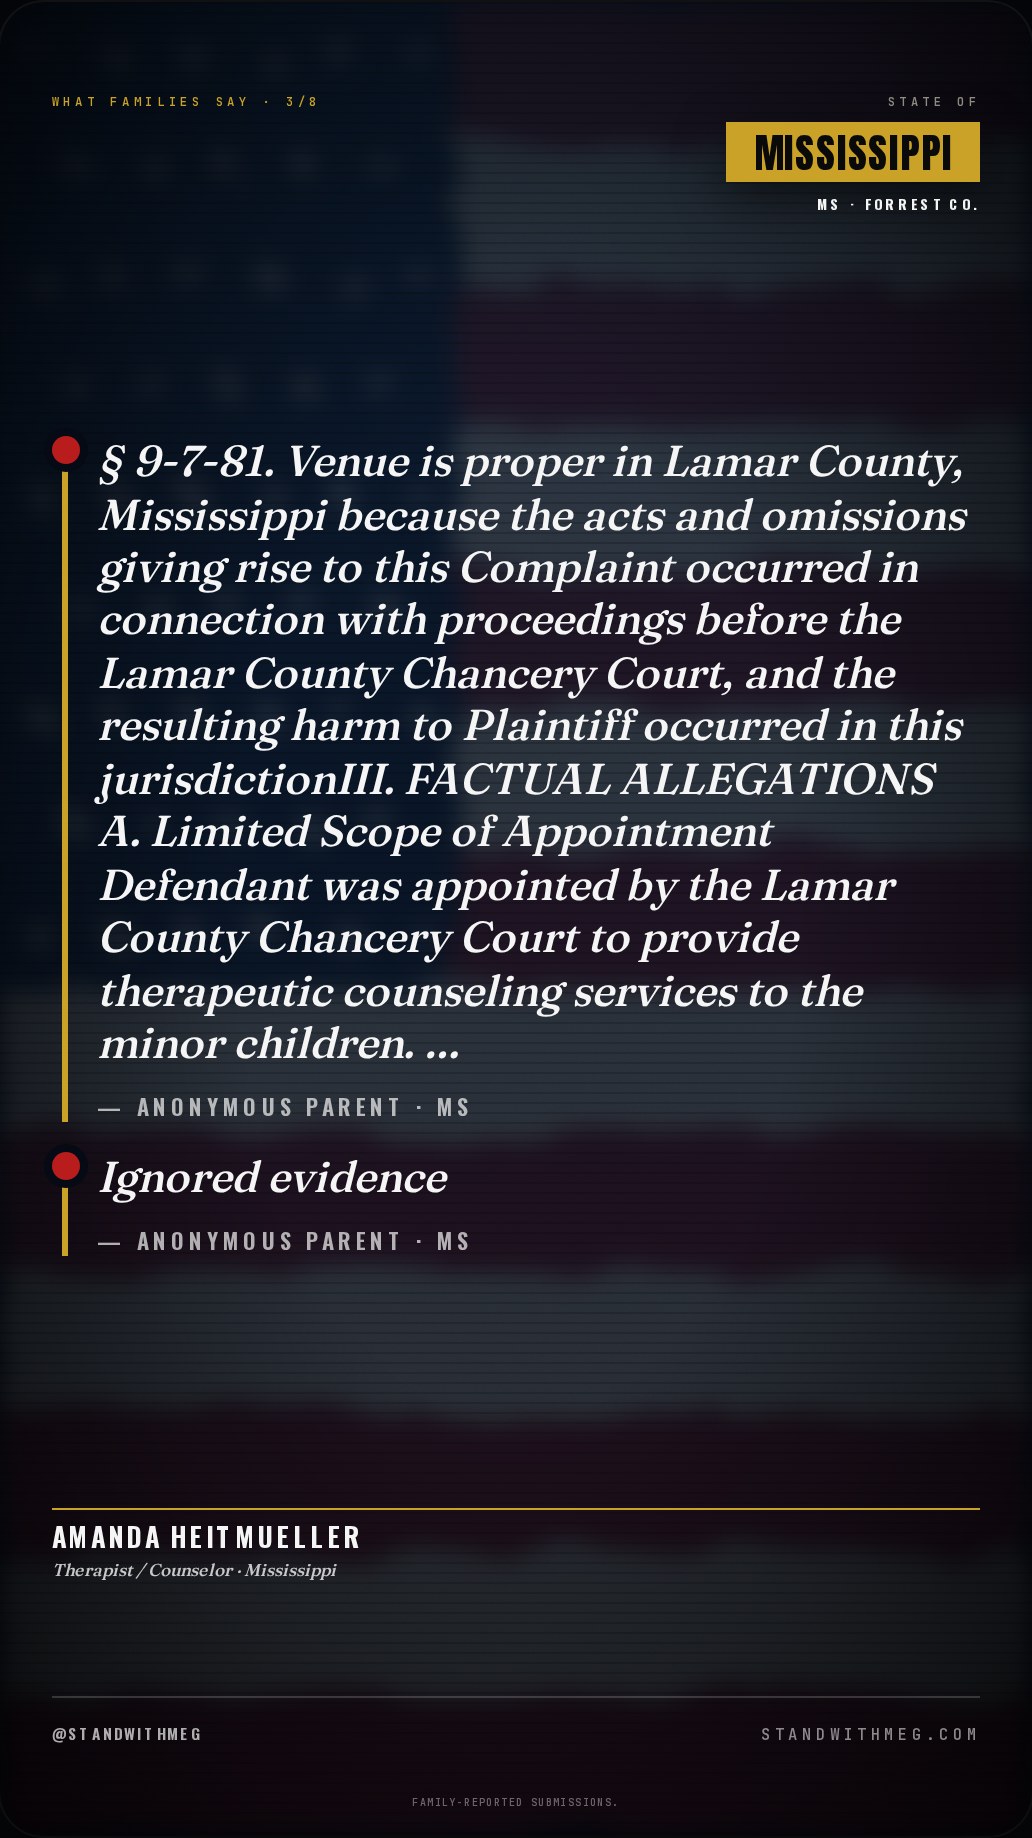 WHAT FAMILIES SAY · 3/8
STATE OF
MISSISSIPPI
MS · FORREST CO.
§ 9-7-81. Venue is proper in Lamar County,
Mississippi because the acts and omissions
giving rise to this Complaint occurred in
connection with proceedings before the
Lamar County Chancery Court, and the
resulting harm to Plaintiff occurred in this
jurisdictionIII. FACTUAL ALLEGATIONS
A. Limited Scope of Appointment
Defendant was appointed by the Lamar
County Chancery Court to provide
therapeutic counseling services to the
minor children. ...
— ANONYMOUS PARENT · MS
Ignored evidence
— ANONYMOUS PARENT · MS
AMANDA HEITMUELLER
Therapist / Counselor · Mississippi
@STANDWITHMEG
STANDWITHMEG.COM
FAMILY-REPORTED SUBMISSIONS.